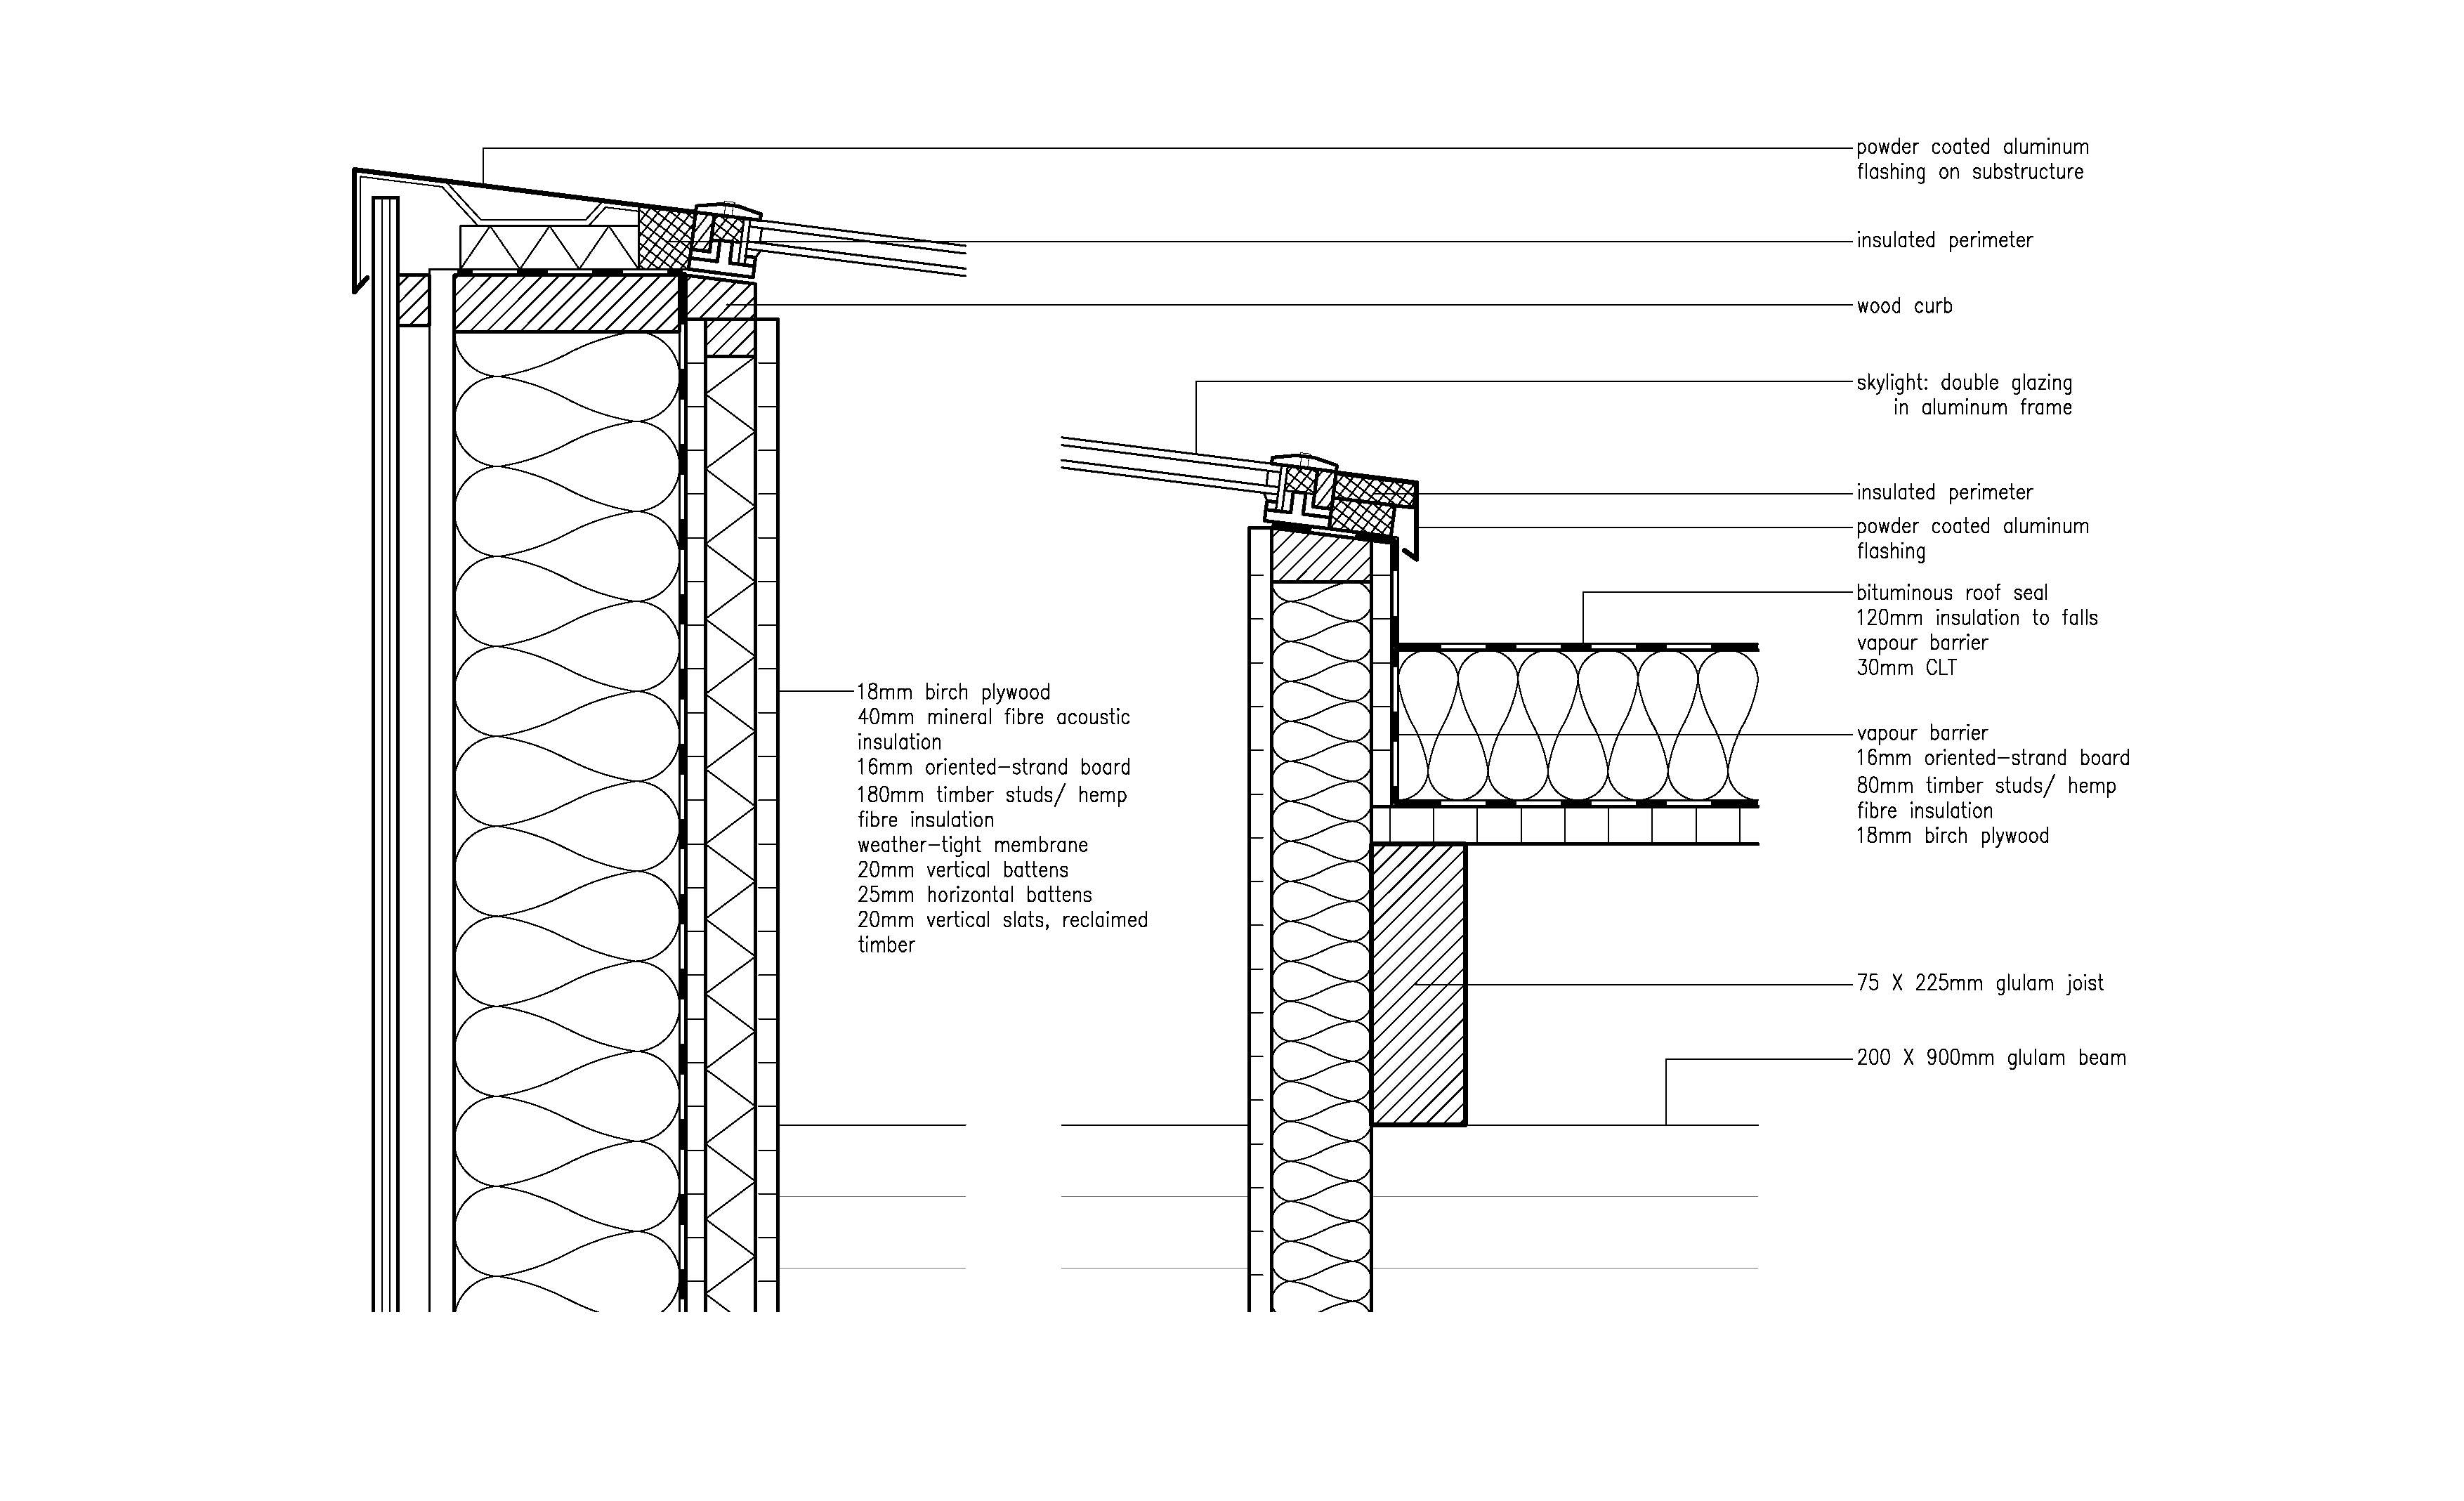 powder coated aluminum
flashing on substructure
insulated perimeter
wood curb
skylight: double glazing
in aluminum frame
insulated perimeter
powder coated aluminum
flashing
bituminous roof seal
120mm insulation to falls
vapour barrier
30mm CLT
18mm birch plywood
40mm mineral fibre acoustic
insulation
16mm oriented-strand board
180mm timber studs/ hemp
fibre insulation
weather-tight membrane
20mm vertical battens
25mm horizontal battens
20mm vertical slats, reclaimed
timber
vapour barrier
16mm oriented-strand board
80mm timber studs/ hemp
fibre insulation
18mm birch plywood
75 X 225mm glulam joist
200 X 900mm glulam beam